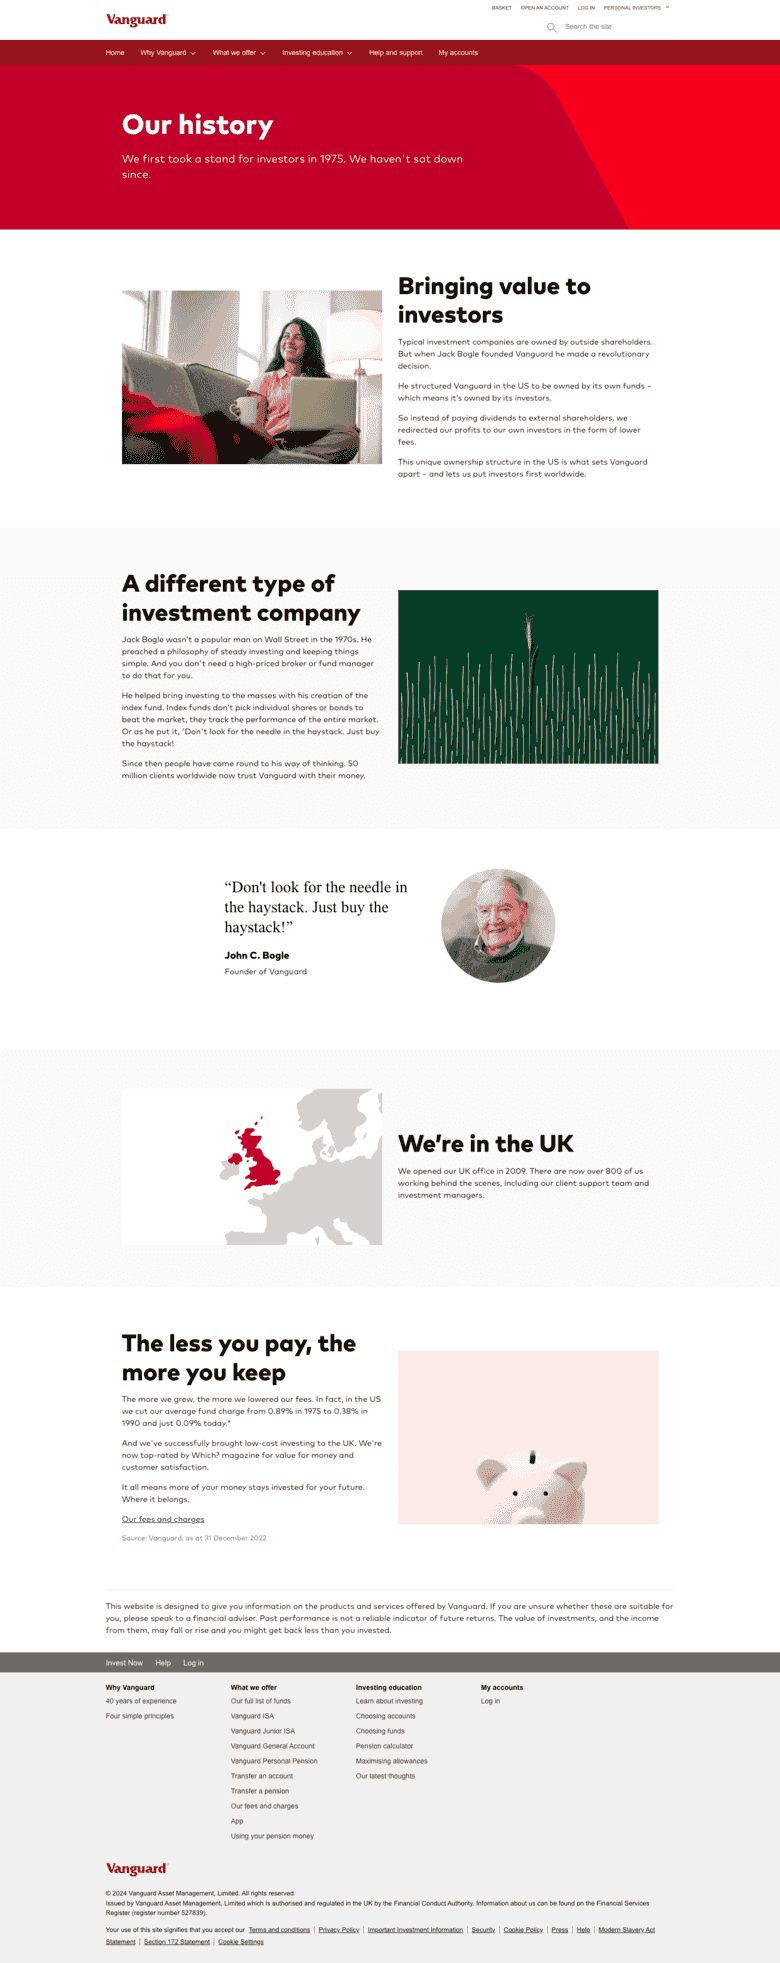 BASKET OPEN AN ACCOUNT LOG IN PERSONAL INVESTORS
Vanguard
Search the site
Home Why Vanguard What we offer Investing education Help and support My accounts
Our history
We first took a stand for investors in 1975. We haven't sat down
since.
Bringing value to
investors
Typical investment companies are owned by outside shareholders.
But when Jack Bogle founded Vanguard he made a revolutionary
decision.
He structured Vanguard in the US to be owned by its own funds –
which means it's owned by its investors.
So instead of paying dividends to external shareholders, we
redirected our profits to our own investors in the form of lower
fees.
This unique ownership structure in the US is what sets Vanguard
apart – and lets us put investors first worldwide.
A different type of
investment company
Jack Bogle wasn't a popular man on Wall Street in the 1970s. He
preached a philosophy of steady investing and keeping things
simple. And you don't need a high-priced broker or fund manager
to do that for you.
He helped bring investing to the masses with his creation of the
index fund. Index funds don't pick individual shares or bonds to
beat the market, they track the performance of the entire market.
Or as he put it, 'Don't look for the needle in the haystack. Just buy
the haystack!
Since then people have come round to his way of thinking. 50
million clients worldwide now trust Vanguard with their money.
“Don't look for the needle in
the haystack. Just buy the
haystack!”
John C. Bogle
Founder of Vanguard
We're in the UK
We opened our UK office in 2009. There are now over 800 of us
working behind the scenes, including our client support team and
investment managers.
The less you pay, the
more you keep
The more we grew, the more we lowered our fees. In fact, in the US
we cut our average fund charge from 0.89% in 1975 to 0.38% in
1990 and just 0.09% today.*
And we've successfully brought low-cost investing to the UK. We're
now top-rated by Which? magazine for value for money and
customer satisfaction.
It all means more of your money stays invested for your future.
Where it belongs.
Our fees and charges
Source: Vanguard, as at 31 December 2022
This website is designed to give you information on the products and services offered by Vanguard. If you are unsure whether these are suitable for
you, please speak to a financial adviser. Past performance is not a reliable indicator of future returns. The value of investments, and the income
from them, may fall or rise and you might get back less than you invested.
Invest Now Help Log in
Why Vanguard
40 years of experience
Four simple principles
What we offer
Our full list of funds
Vanguard ISA
Vanguard Junior ISA
Vanguard General Account
Vanguard Personal Pension
Transfer an account
Transfer a pension
Our fees and charges
App
Using your pension money
Investing education
Learn about investing
Choosing accounts
Choosing funds
Pension calculator
Maximising allowances
Our latest thoughts
My accounts
Log in
Vanguard
© 2024 Vanguard Asset Management, Limited. All rights reserved.
Issued by Vanguard Asset Management, Limited which is authorised and regulated in the UK by the Financial Conduct Authority. Information about us can be found on the Financial Services
Register (register number 527839).
Your use of this site signifies that you accept our Terms and conditions | Privacy Policy | Important Investment Information | Security | Cookie Policy | Press | Help | Modern Slavery Act
Statement | Section 172 Statement | Cookie Settings